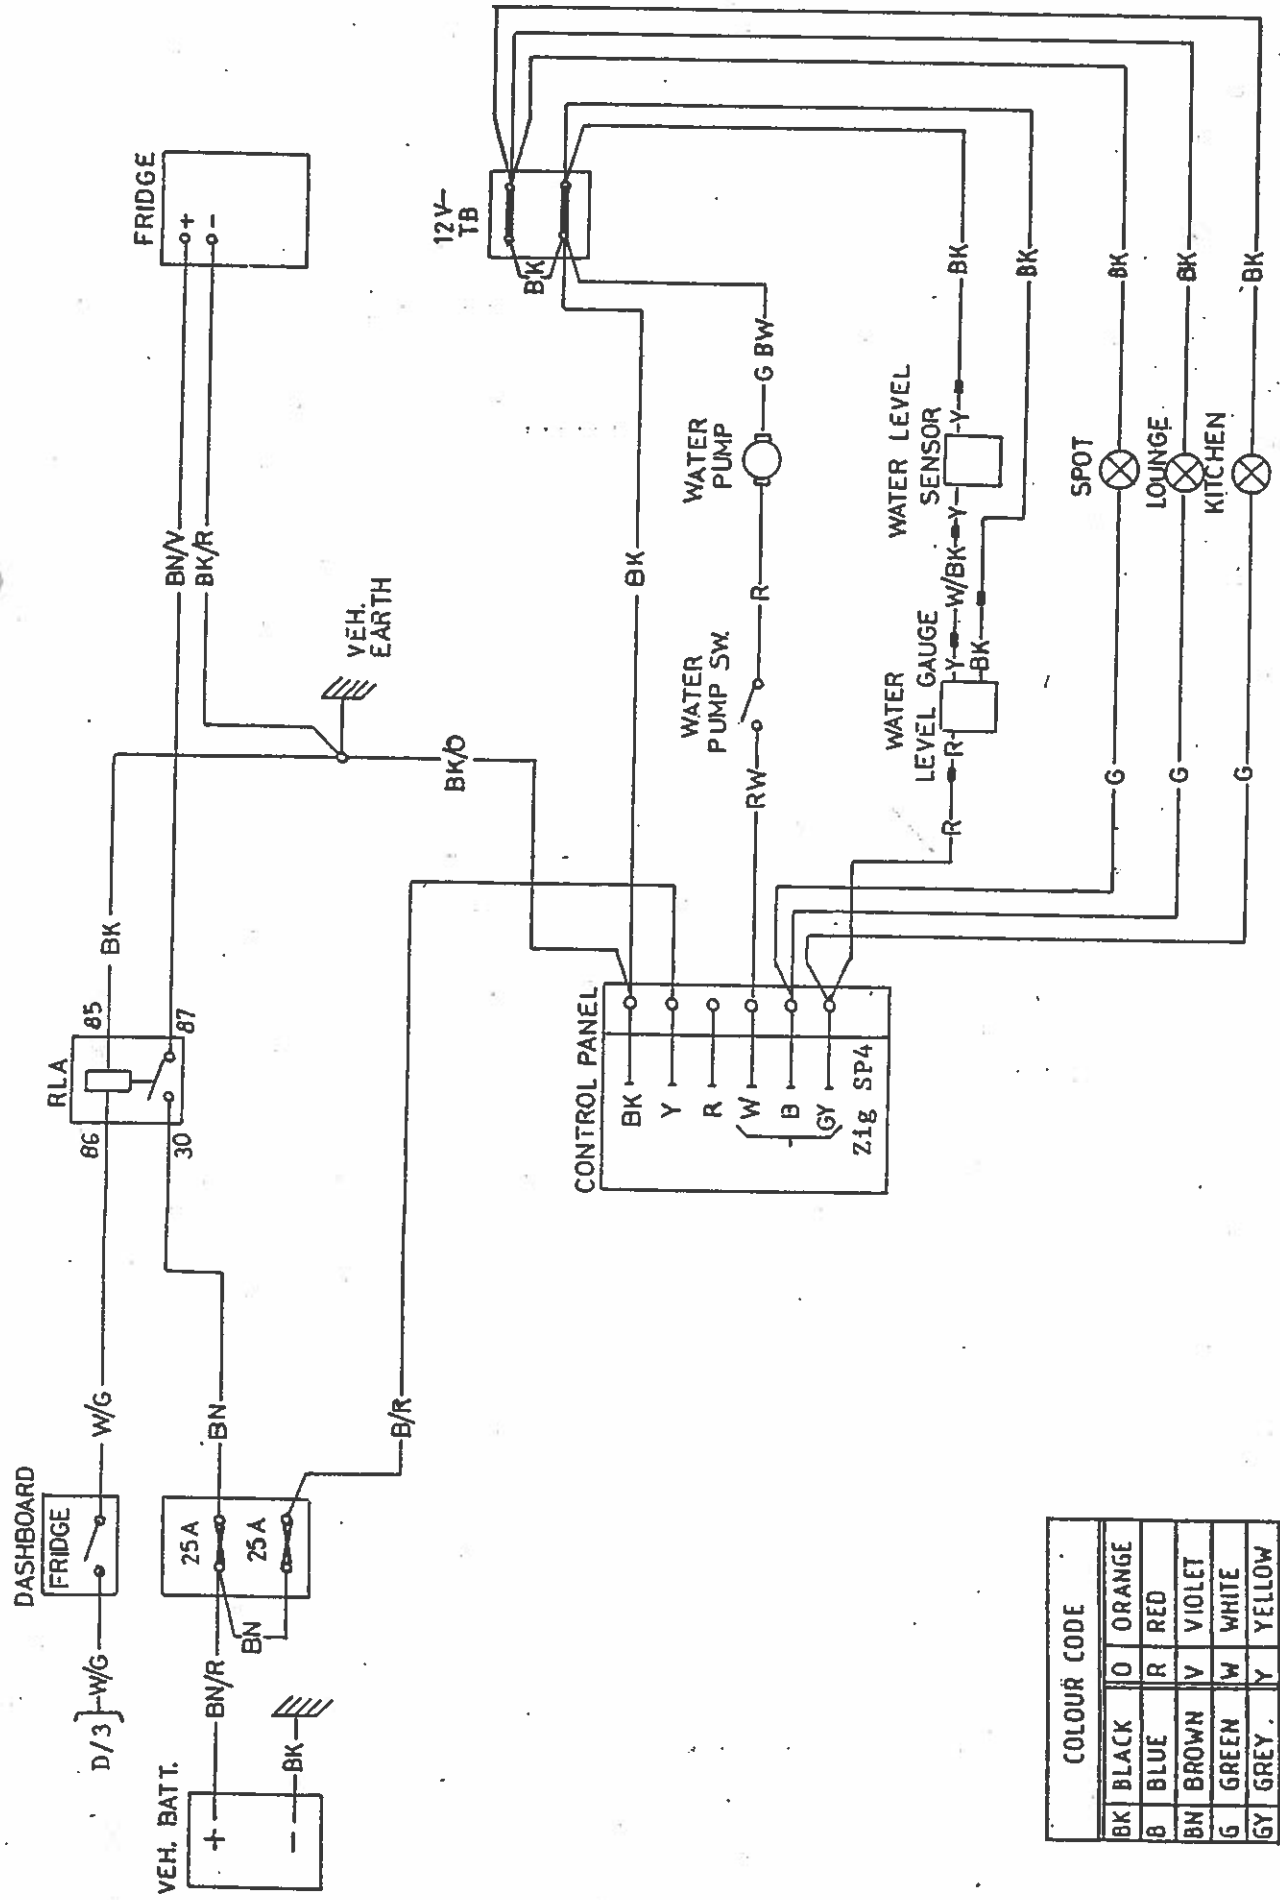 DASHBOARD
FRIDGE
D/3
W/G
W/G
86
85
RLA
30
87
BK
VEH. BATT.
+
-
BN/R
BK
25A
25A
BN
BN
B/R
VEH.
EARTH
BK/O
BN/V
BK/R
FRIDGE
+
-
12V-
TB
BK
CONTROL PANEL
BK
Y
R
W
B
GY
Zig SP4
BK
RW
WATER
PUMP SW.
R
WATER
PUMP
G BW
R
R
WATER
LEVEL GAUGE
Y
BK
W/BK
Y
WATER LEVEL
SENSOR
Y
BK
BK
G
SPOT
BK
G
LOUNGE
BK
G
KITCHEN
BK
COLOUR CODE
BK BLACK O ORANGE
B BLUE R RED
BN BROWN V VIOLET
G GREEN W WHITE
GY GREY. Y YELLOW